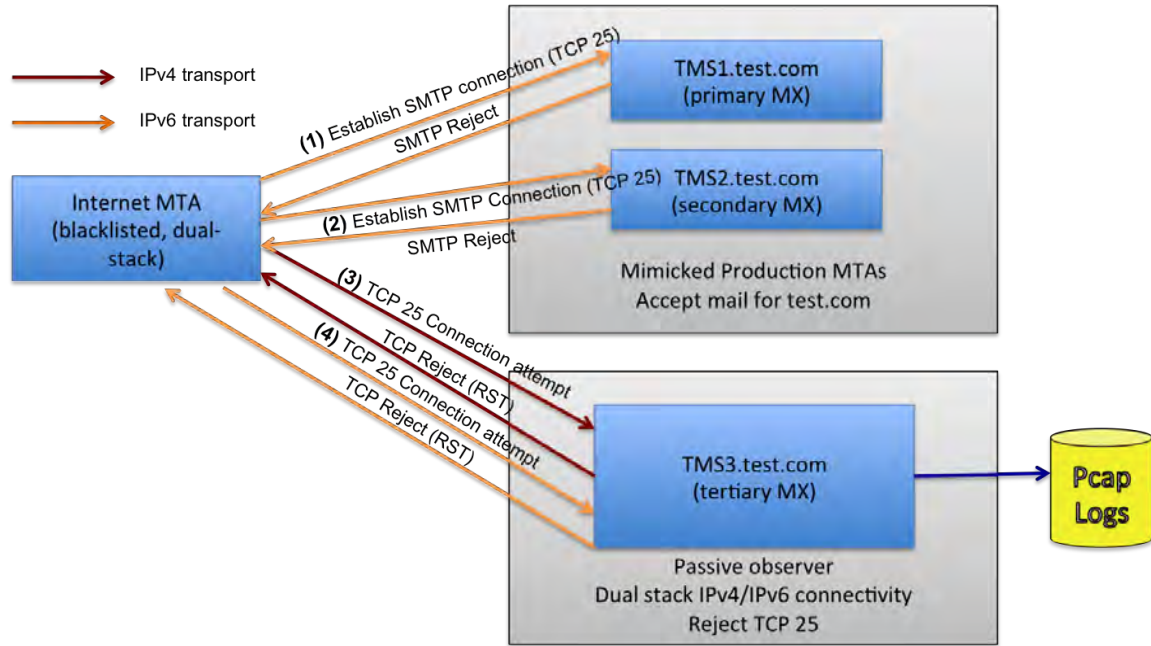 IPv4 transport
IPv6 transport
(1) Establish SMTP connection (TCP 25)
SMTP Reject
TMS1.test.com
(primary MX)
(2) Establish SMTP Connection (TCP 25)
SMTP Reject
TMS2.test.com
(secondary MX)
Internet MTA
(blacklisted, dual-
stack)
Mimicked Production MTAs
Accept mail for test.com
(3) TCP 25 Connection attempt
TCP Reject (RST)
(4) TCP 25 Connection attempt
TCP Reject (RST)
TMS3.test.com
(tertiary MX)
Pcap
Logs
Passive observer
Dual stack IPv4/IPv6 connectivity
Reject TCP 25